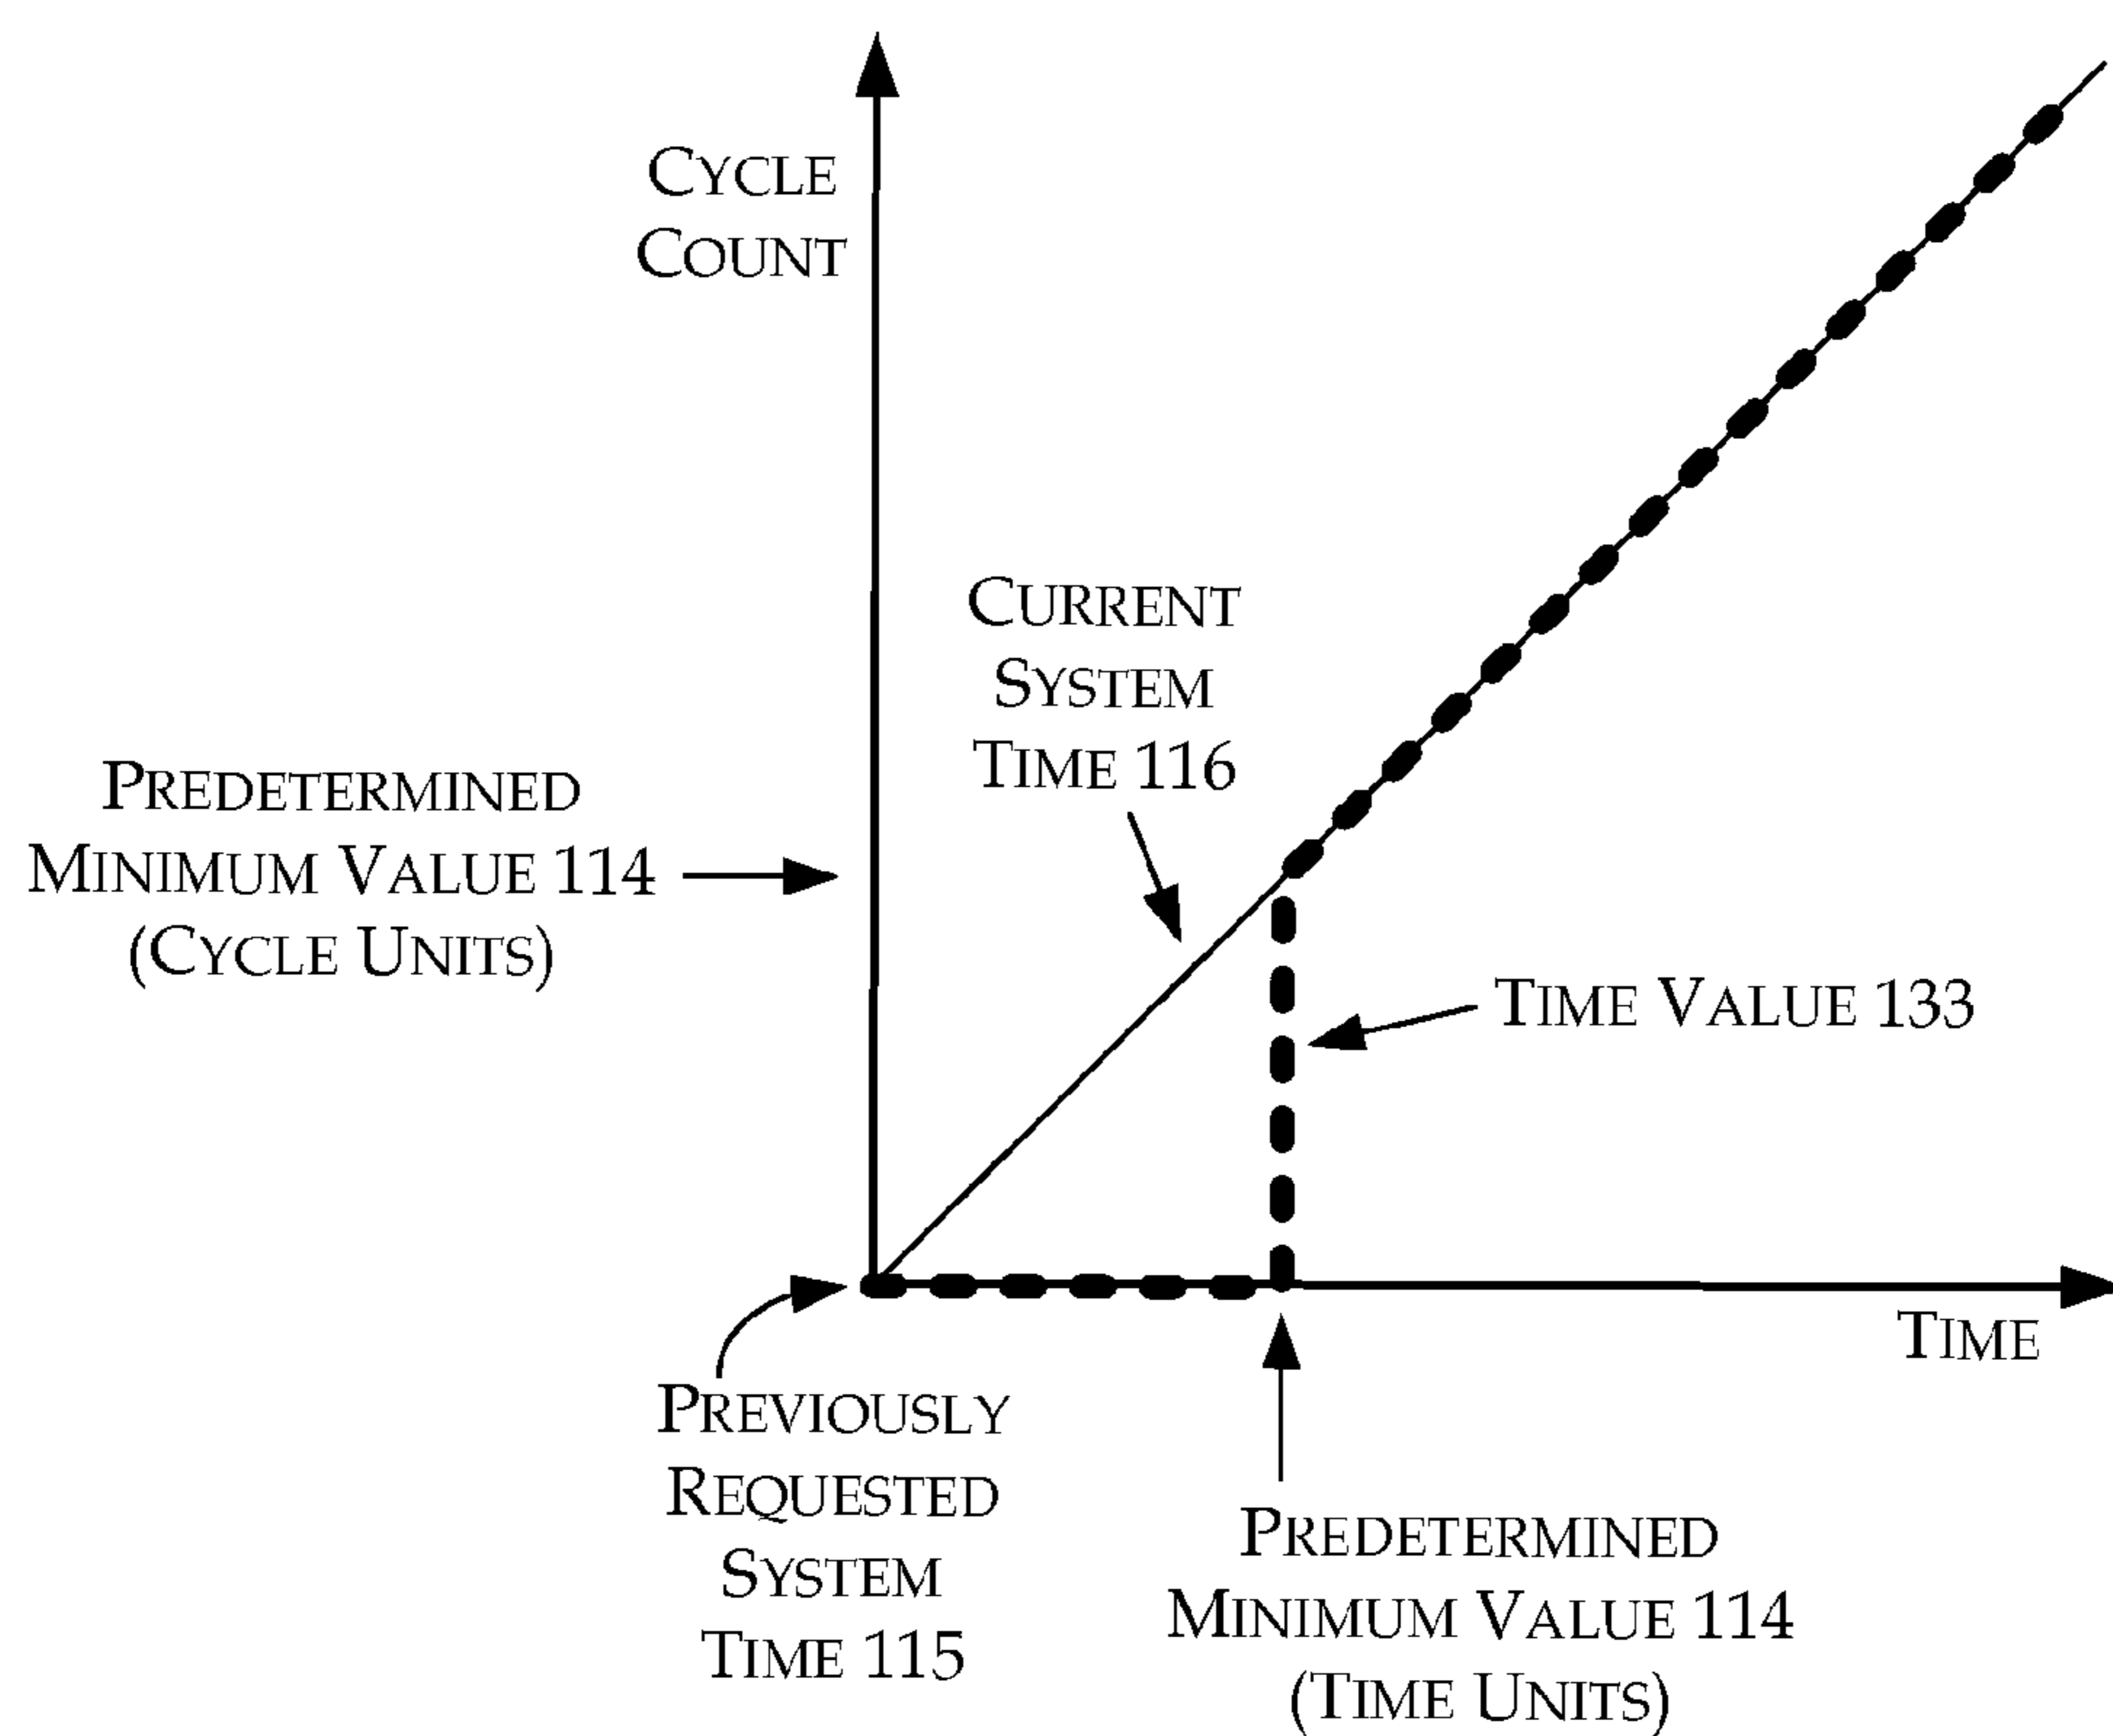 CYCLE
COUNT
CURRENT
SYSTEM
TIME 116
PREDETERMINED
MINIMUM VALUE 114
(CYCLE UNITS)
TIME VALUE 133
TIME
PREVIOUSLY
REQUESTED
SYSTEM
TIME 115
PREDETERMINED
MINIMUM VALUE 114
(TIME UNITS)